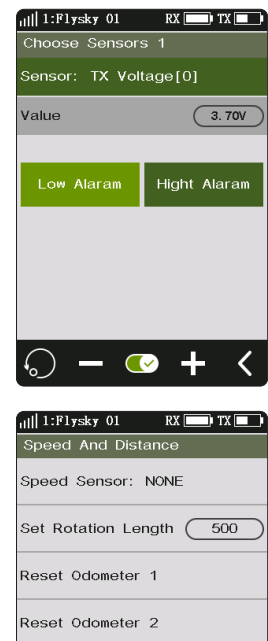 1:Flysky 01 RX TX
Choose Sensors 1
Sensor: TX Voltage[0]
Value 3.70V
Low Alaram Hight Alaram
1:Flysky 01 RX TX
Speed And Distance
Speed Sensor: NONE
Set Rotation Length 500
Reset Odometer 1
Reset Odometer 2